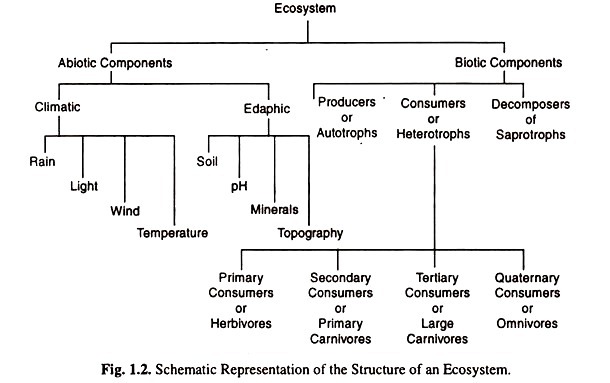 Ecosystem
Abiotic Components
Biotic Components
Climatic
Edaphic
Producers
or
Autotrophs
Consumers
or
Heterotrophs
Decomposers
of
Saprotrophs
Rain
Light
Wind
Temperature
Soil
pH
Minerals
Topography
Primary
Consumers
or
Herbivores
Secondary
Consumers
or
Primary
Carnivores
Tertiary
Consumers
or
Large
Carnivores
Quaternary
Consumers
or
Omnivores
Fig. 1.2. Schematic Representation of the Structure of an Ecosystem.